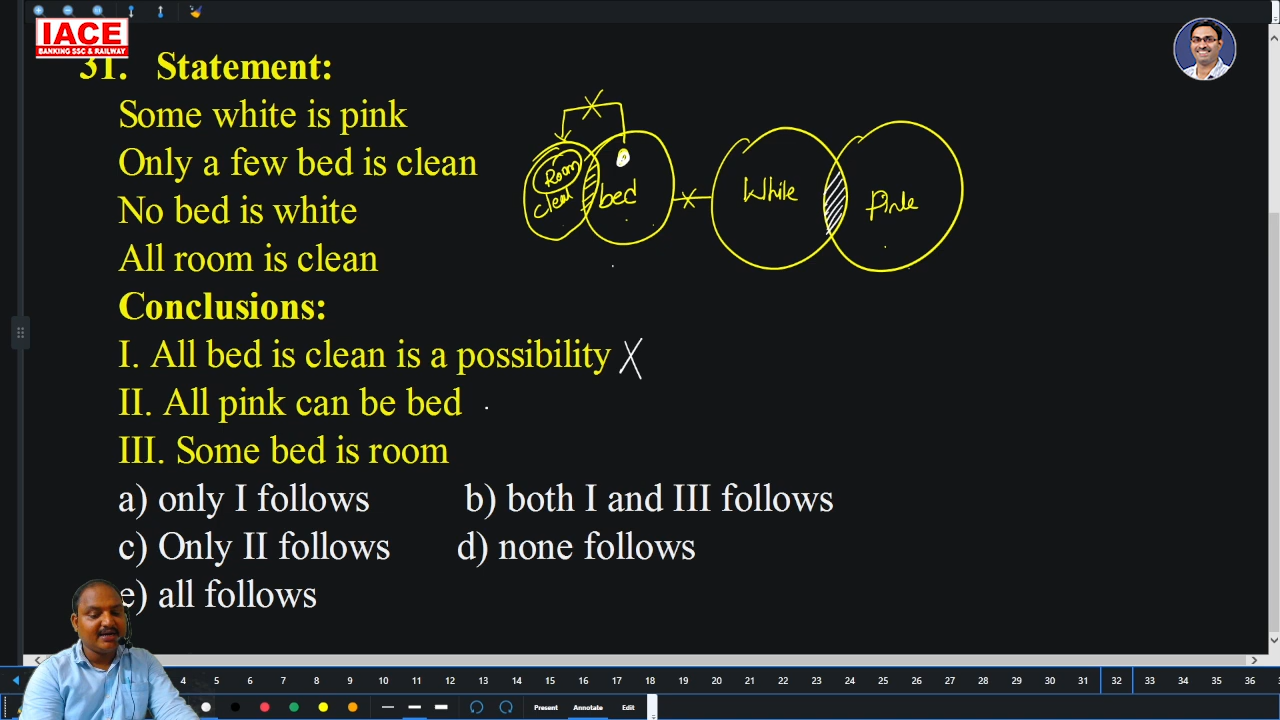 IACE
BANKING SSC & RAILWAY
31. Statement:
Some white is pink
Only a few bed is clean
No bed is white
All room is clean
Room
clean
bed
White
Pink
Conclusions:
I. All bed is clean is a possibility X
II. All pink can be bed
III. Some bed is room
a) only I follows b) both I and III follows
c) Only II follows d) none follows
e) all follows
4 5 6 7 8 9 10 11 12 13 14 15 16 17 18 19 20 21 22 23 24 25 26 27 28 29 30 31 32 33 34 35 36
Present Annotate Edit